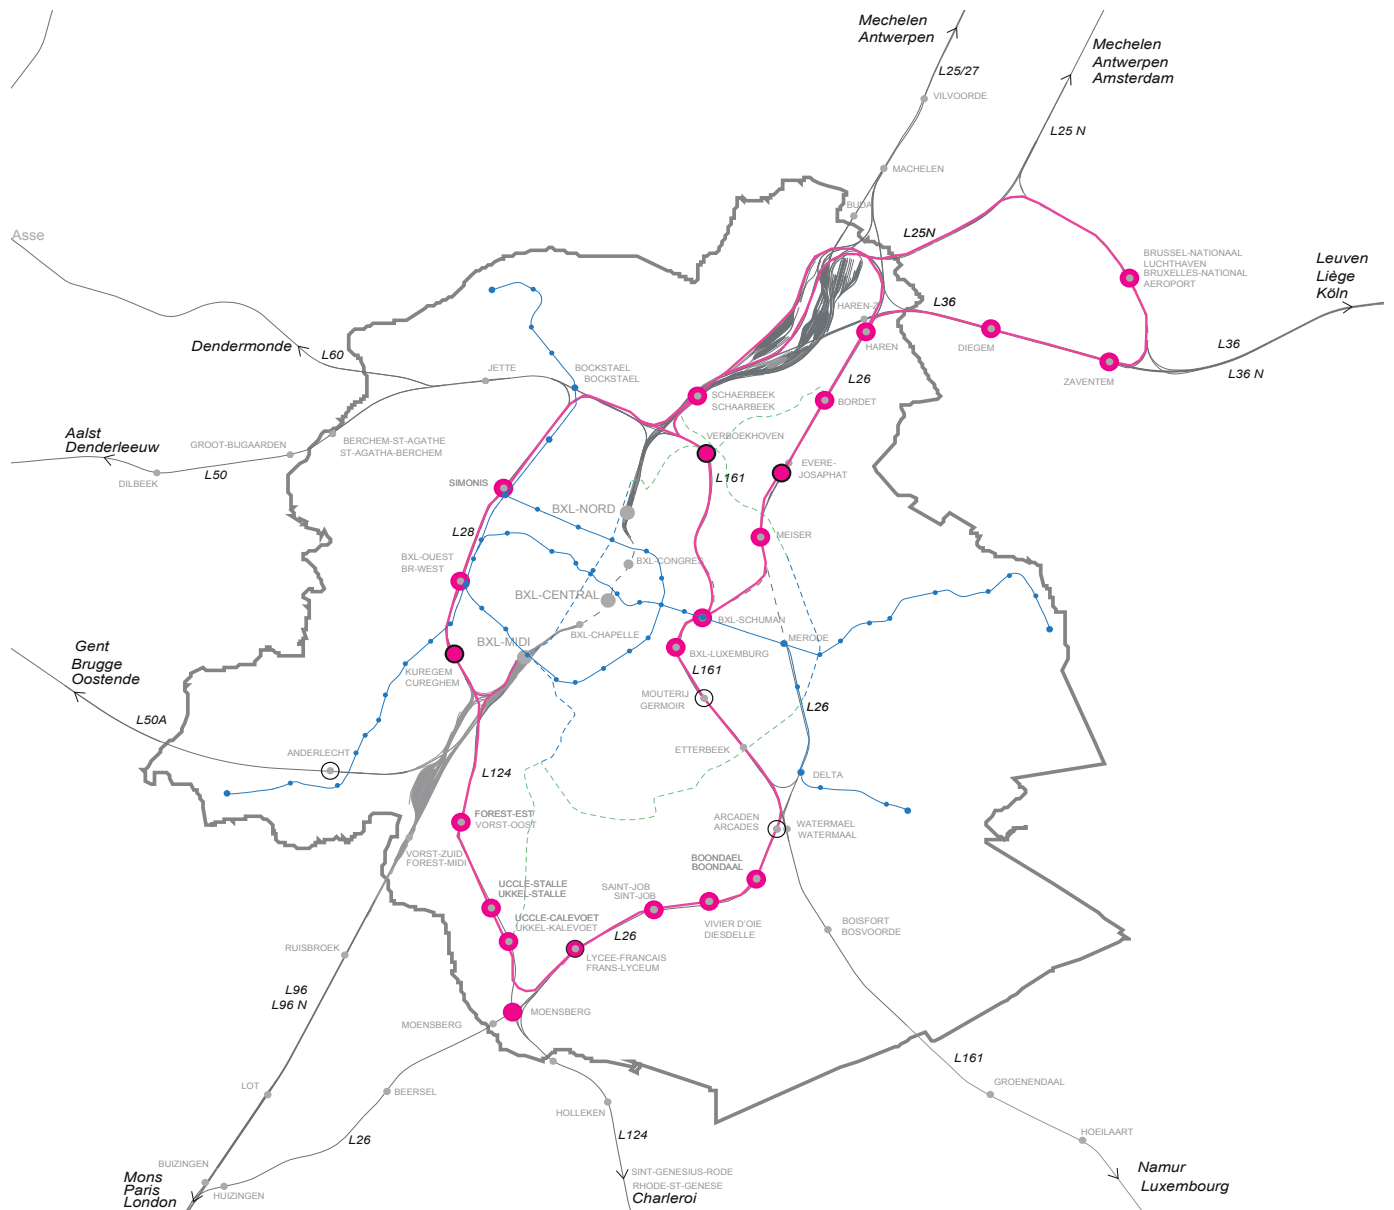 Mechelen
Antwerpen
L25/27
VILVOORDE
Mechelen
Antwerpen
Amsterdam
L25 N
MACHELEN
BUDA
L25N
Asse
BRUSSEL-NATIONAAL
LUCHTHAVEN
BRUXELLES-NATIONAL
AEROPORT
Leuven
Liège
Köln
L36
HAREN-Z
HAREN
DIEGEM
ZAVENTEM
L36
L36 N
Dendermonde
L60
JETTE
BOCKSTAEL
BOCKSTAEL
SCHAERBEEK
SCHAARBEEK
L26
BORDET
VERBOEKHOVEN
Aalst
Denderleeuw
GROOT-BIJGAARDEN
BERCHEM-ST-AGATHE
ST-AGATHA-BERCHEM
L50
DILBEEK
EVERE-
JOSAPHAT
L161
SIMONIS
BXL-NORD
L28
MEISER
BXL-OUEST
BR-WEST
BXL-CONGRES
BXL-CENTRAL
BXL-SCHUMAN
BXL-CHAPELLE
MERODE
BXL-MIDI
BXL-LUXEMBURG
Gent
Brugge
Oostende
KUREGEM
CUREGHEM
L161
MOUTERIJ
GERMOIR
L26
L50A
ANDERLECHT
ETTERBEEK
L124
DELTA
FOREST-EST
VORST-OOST
ARCADEN
ARCADES
WATERMAEL
WATERMAAL
VORST-ZUID
FOREST-MIDI
BOONDAEL
BOONDAAL
UCCLE-STALLE
UKKEL-STALLE
SAINT-JOB
SINT-JOB
UCCLE-CALEVOET
UKKEL-KALEVOET
VIVIER D'OIE
DIESDELLE
BOISFORT
BOSVOORDE
L26
RUISBROEK
LYCEE-FRANCAIS
FRANS-LYCEUM
L96
L96 N
MOENSBERG
MOENSBERG
L161
LOT
BEERSEL
GROENENDAAL
HOLLEKEN
L26
L124
HOEILAART
BUIZINGEN
HUIZINGEN
Mons
Paris
London
SINT-GENESIUS-RODE
RHODE-ST-GENESE
Charleroi
Namur
Luxembourg